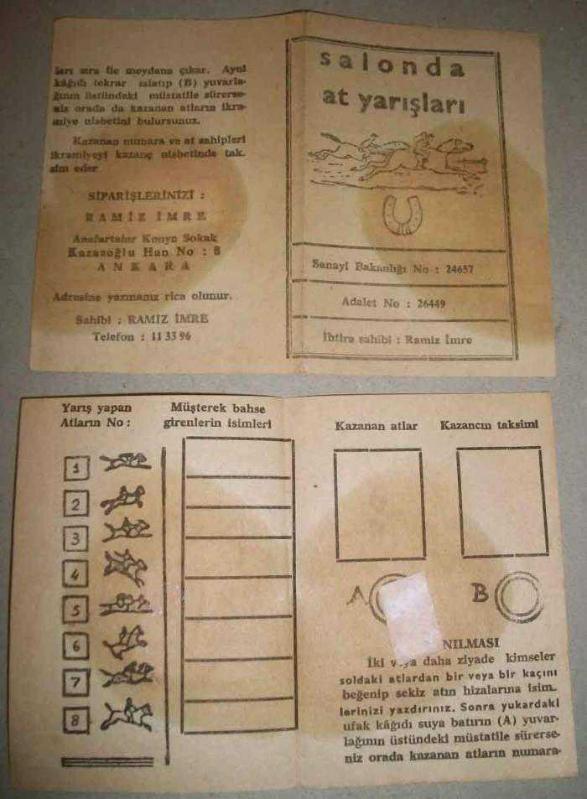 ları sıra ile meydana çıkar. Aynı
kâğıdı tekrar ıslatıp (B) yuvarla-
ğının üstündeki müstatile sürerse-
niz orada da kazanan atların ikra-
miye nisbetini bulursunuz.
Kazanan numara ve at sahipleri
ikramiyeyi kazanç nisbetinde tak.
sim eder
SİPARİŞLERİNİZİ :
RAMİZ İMRE
Anafartalar Konya Sokak
Kazazoğlu Han No : 8
ANKARA
Adresine yazmanız rica olunur.
Sahibi : RAMİZ İMRE
Telefon : 11 33 96
salonda
at yarışları
Sanayi Bakanlığı No : 24657
Adalet No : 26449
İhtira sahibi : Ramiz İmre
Yarış yapan
Atların No :
Müşterek bahse
girenlerin isimleri
1
2
3
4
5
6
7
8
Kazanan atlar
Kazancın taksimi
A
B
NILMASI
İki veya daha ziyade kimseler
soldaki atlardan bir veya bir kaçını
beğenip sekiz atın hizalarına isim.
lerinizi yazdırınız. Sonra yukardaki
ufak kâğıdı suya batırın (A) yuvar-
lağının üstündeki müstatile sürerse-
niz orada kazanan atların numara-